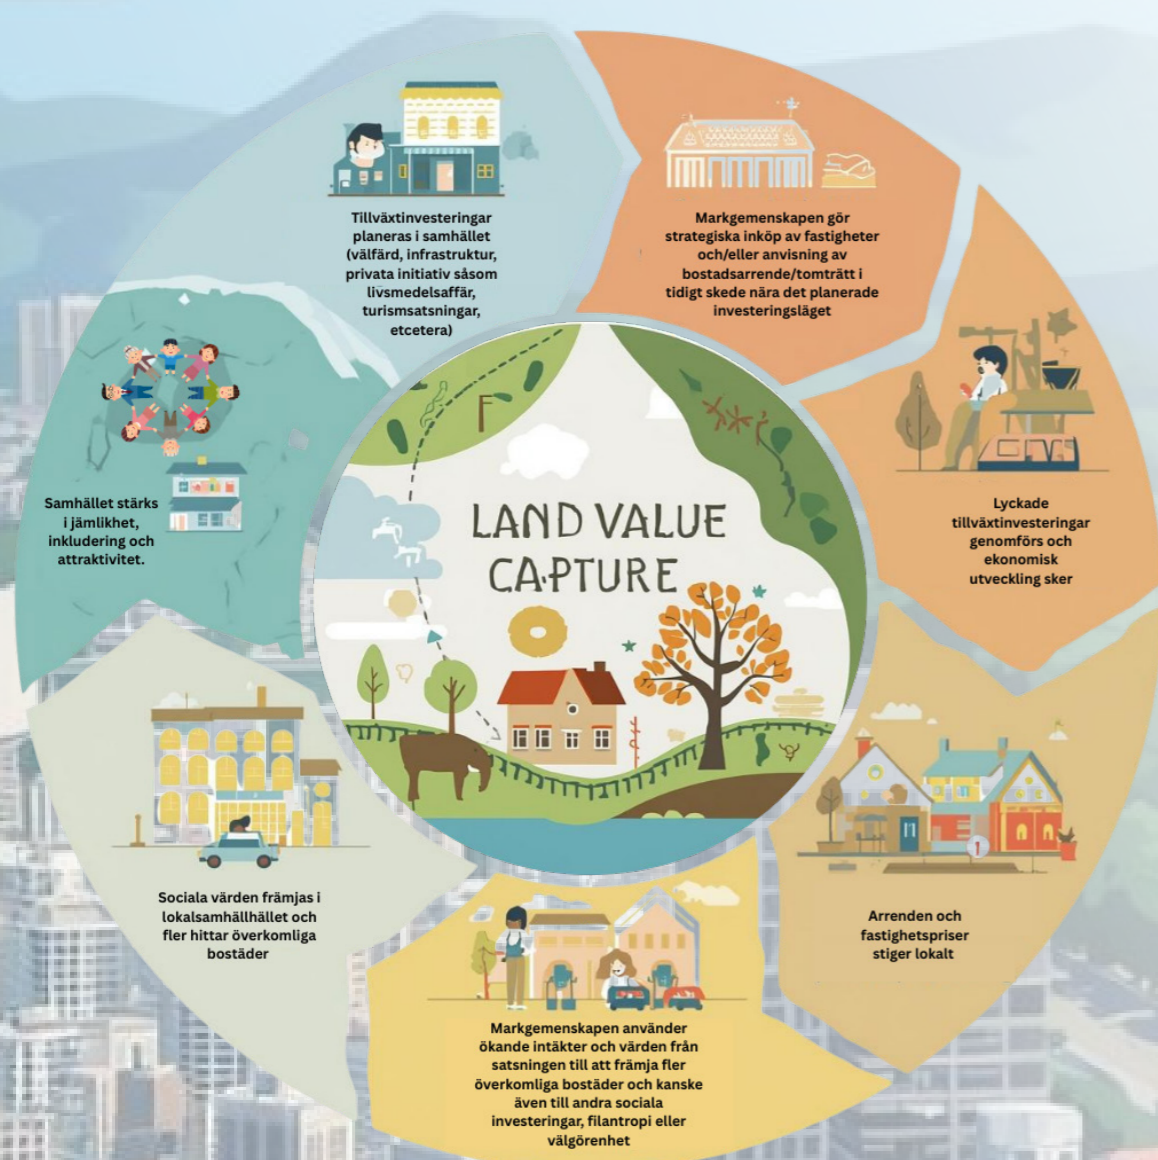 Tillväxtinvesteringar
planeras i samhället
(välfärd, infrastruktur,
privata initiativ såsom
livsmedelsaffär,
turismsatsningar,
etcetera)
Markgemenskapen gör
strategiska inköp av fastigheter
och/eller anvisning av
bostadsarrende/tomträtt i
tidigt skede nära det planerade
investeringsläget
Lyckade
tillväxtinvesteringar
genomförs och
ekonomisk
utveckling sker
Arrenden och
fastighetspriser
stiger lokalt
Markgemenskapen använder
ökande intäkter och värden från
satsningen till att främja fler
överkomliga bostäder och kanske
även till andra sociala
investeringar, filantropi eller
välgörenhet
Sociala värden främjas i
lokalsamhällhället och
fler hittar överkomliga
bostäder
Samhället stärks
i jämlikhet,
inkludering och
attraktivitet.
LAND VALUE
CA·PTURE
1